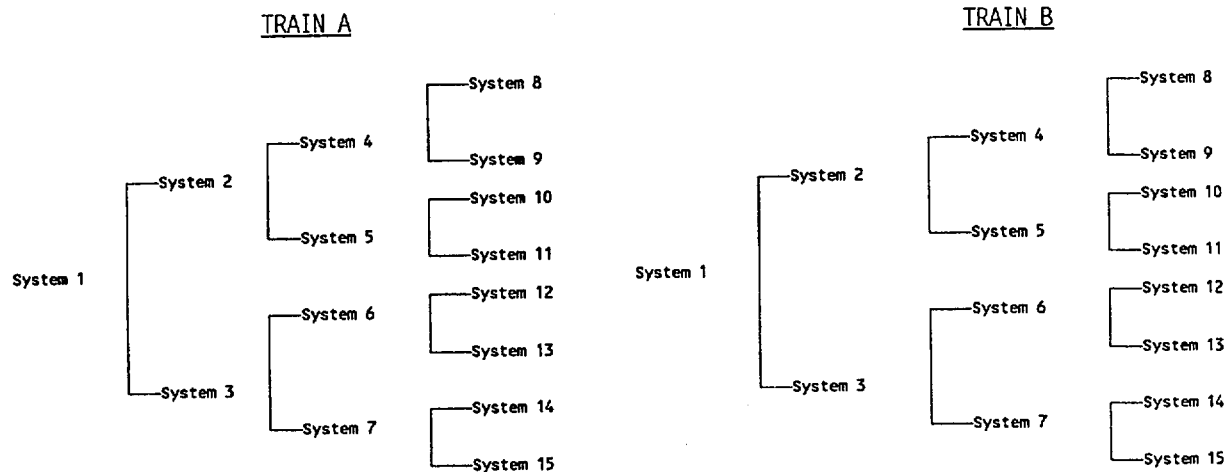 TRAIN A
System 8
System 4
System 9
System 2
System 10
System 5
System 11
System 1
System 12
System 6
System 13
System 3
System 14
System 7
System 15
TRAIN B
System 8
System 4
System 9
System 2
System 10
System 5
System 11
System 1
System 12
System 6
System 13
System 3
System 14
System 7
System 15